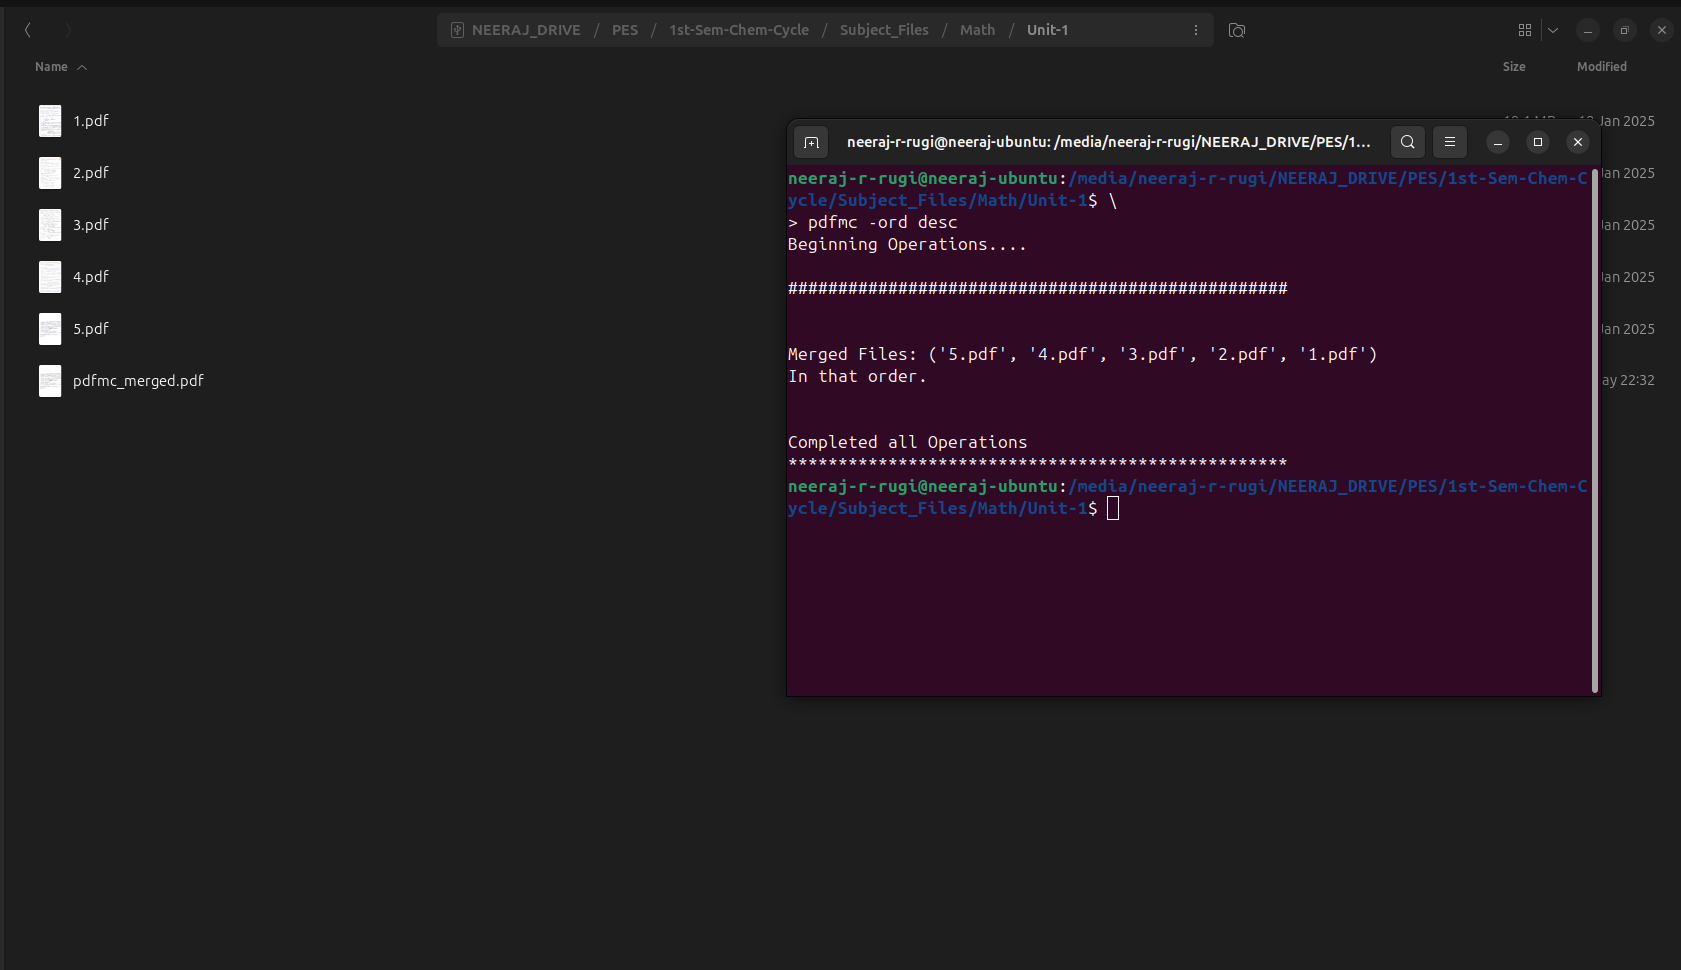 NEERAJ_DRIVE / PES / 1st-Sem-Chem-Cycle / Subject_Files / Math / Unit-1
Name Size Modified
1.pdf Jan 2025
2.pdf Jan 2025
3.pdf Jan 2025
4.pdf Jan 2025
5.pdf Jan 2025
pdfmc_merged.pdf ay 22:32
neeraj-r-rugi@neeraj-ubuntu: /media/neeraj-r-rugi/NEERAJ_DRIVE/PES/1...
neeraj-r-rugi@neeraj-ubuntu:/media/neeraj-r-rugi/NEERAJ_DRIVE/PES/1st-Sem-Chem-C
ycle/Subject_Files/Math/Unit-1$ \
> pdfmc -ord desc
Beginning Operations....
##################################################
Merged Files: ('5.pdf', '4.pdf', '3.pdf', '2.pdf', '1.pdf')
In that order.
Completed all Operations
**************************************************
neeraj-r-rugi@neeraj-ubuntu:/media/neeraj-r-rugi/NEERAJ_DRIVE/PES/1st-Sem-Chem-C
ycle/Subject_Files/Math/Unit-1$